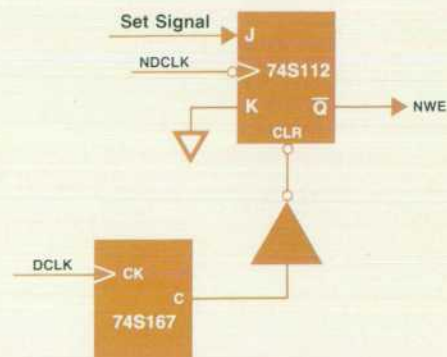 Set Signal
J
NDCLK
74S112
K
Q̅
NWE
CLR
DCLK
CK
C
74S167